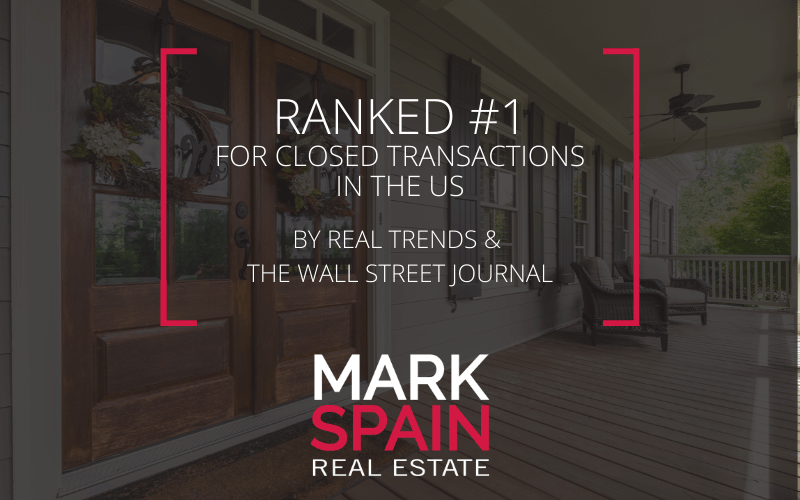 RANKED #1
FOR CLOSED TRANSACTIONS
IN THE US
BY REAL TRENDS &
THE WALL STREET JOURNAL
MARK
SPAIN
REAL ESTATE